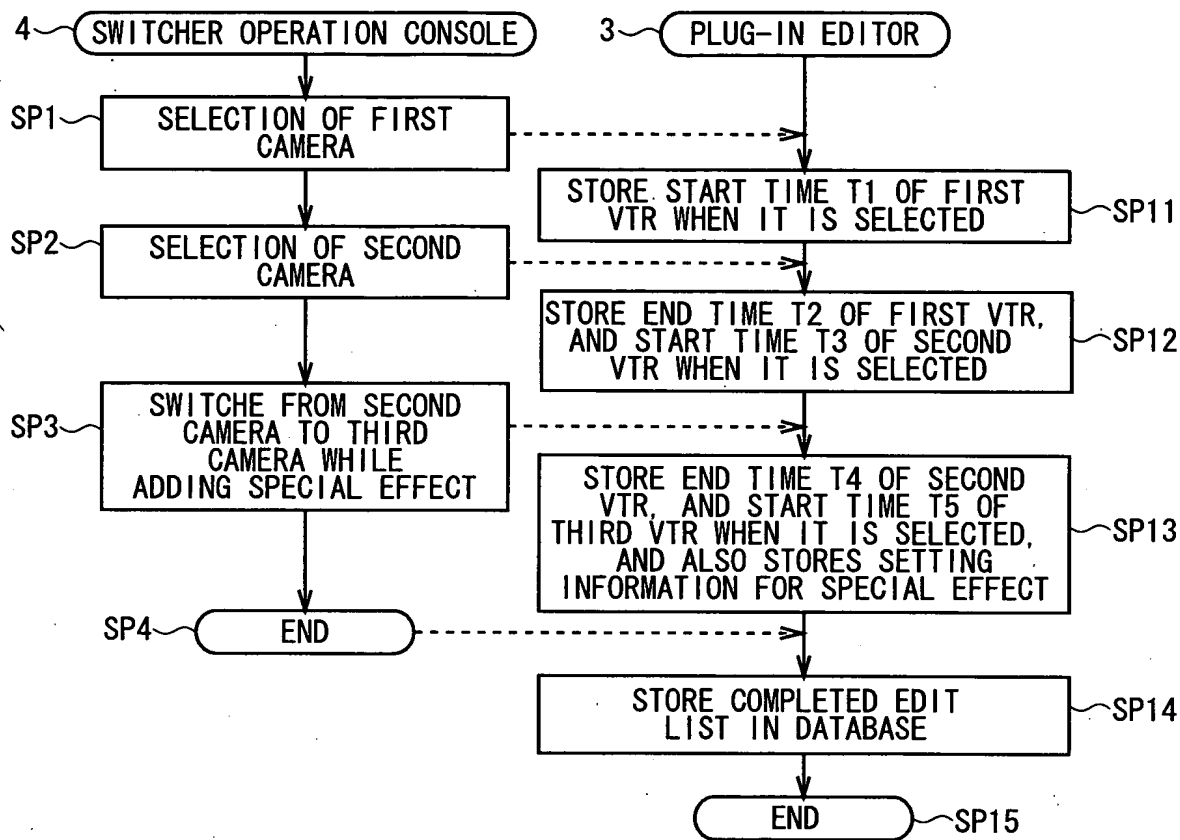 4
SWITCHER OPERATION CONSOLE
SP1
SELECTION OF FIRST
CAMERA
SP2
SELECTION OF SECOND
CAMERA
SP3
SWITCHE FROM SECOND
CAMERA TO THIRD
CAMERA WHILE
ADDING SPECIAL EFFECT
SP4
END
3
PLUG-IN EDITOR
STORE START TIME T1 OF FIRST
VTR WHEN IT IS SELECTED
SP11
STORE END TIME T2 OF FIRST VTR,
AND START TIME T3 OF SECOND
VTR WHEN IT IS SELECTED
SP12
STORE END TIME T4 OF SECOND
VTR, AND START TIME T5 OF
THIRD VTR WHEN IT IS SELECTED,
AND ALSO STORES SETTING
INFORMATION FOR SPECIAL EFFECT
SP13
STORE COMPLETED EDIT
LIST IN DATABASE
SP14
END
SP15